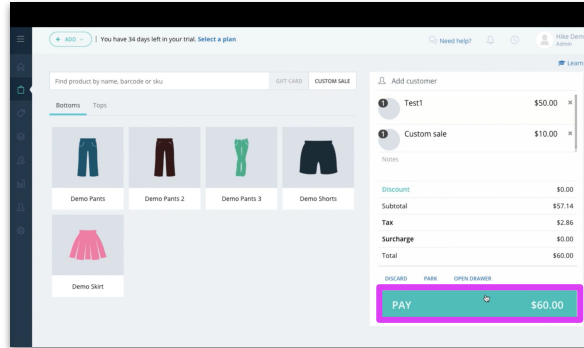 + ADD
You have 34 days left in your trial. Select a plan
Need help?
Hike Dem
Admin
Learn
Find product by name, barcode or sku
GIFT CARD
CUSTOM SALE
Add customer
Bottoms
Tops
1 Test1 $50.00 ×
1 Custom sale $10.00 ×
Notes
Demo Pants
Demo Pants 2
Demo Pants 3
Demo Shorts
Demo Skirt
Discount $0.00
Subtotal $57.14
Tax $2.86
Surcharge $0.00
Total $60.00
DISCARD PARK OPEN DRAWER
PAY $60.00